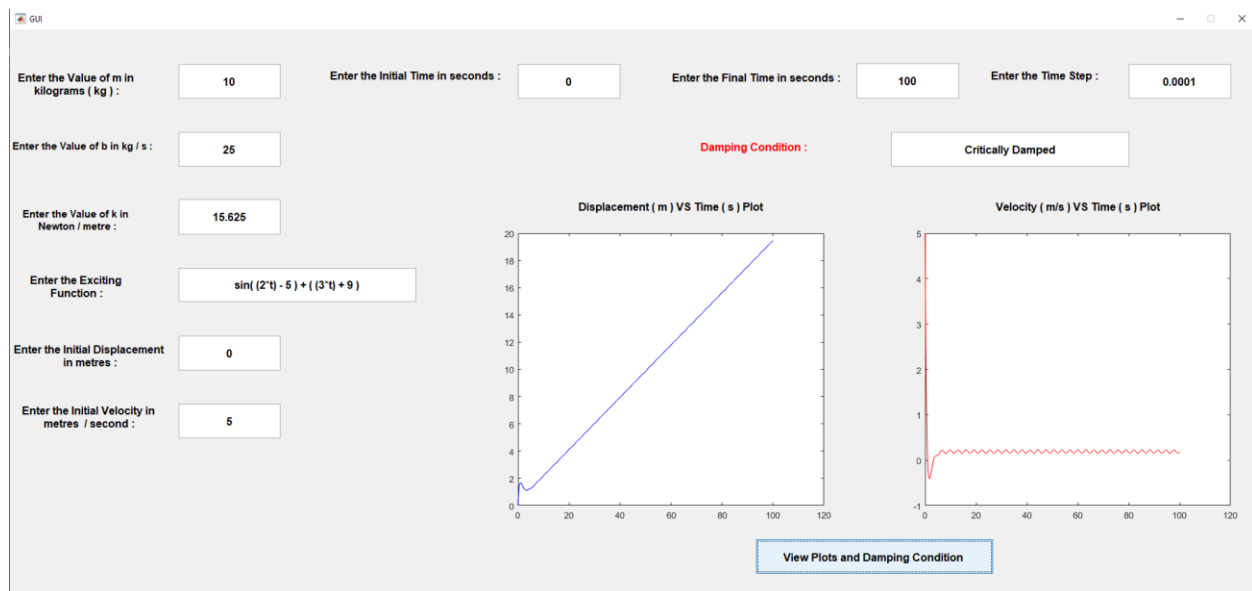 GUI
Enter the Value of m in
kilograms ( kg ) :
10
Enter the Initial Time in seconds :
0
Enter the Final Time in seconds :
100
Enter the Time Step :
0.0001
Enter the Value of b in kg / s :
25
Damping Condition :
Critically Damped
Enter the Value of k in
Newton / metre :
15.625
Enter the Exciting
Function :
sin( (2*t) - 5 ) + ( (3*t) + 9 )
Enter the Initial Displacement
in metres :
0
Enter the Initial Velocity in
metres / second :
5
Displacement ( m ) VS Time ( s ) Plot
20
18
16
14
12
10
8
6
4
2
0
0 20 40 60 80 100 120
Velocity ( m/s ) VS Time ( s ) Plot
5
4
3
2
1
0
-1
0 20 40 60 80 100 120
View Plots and Damping Condition